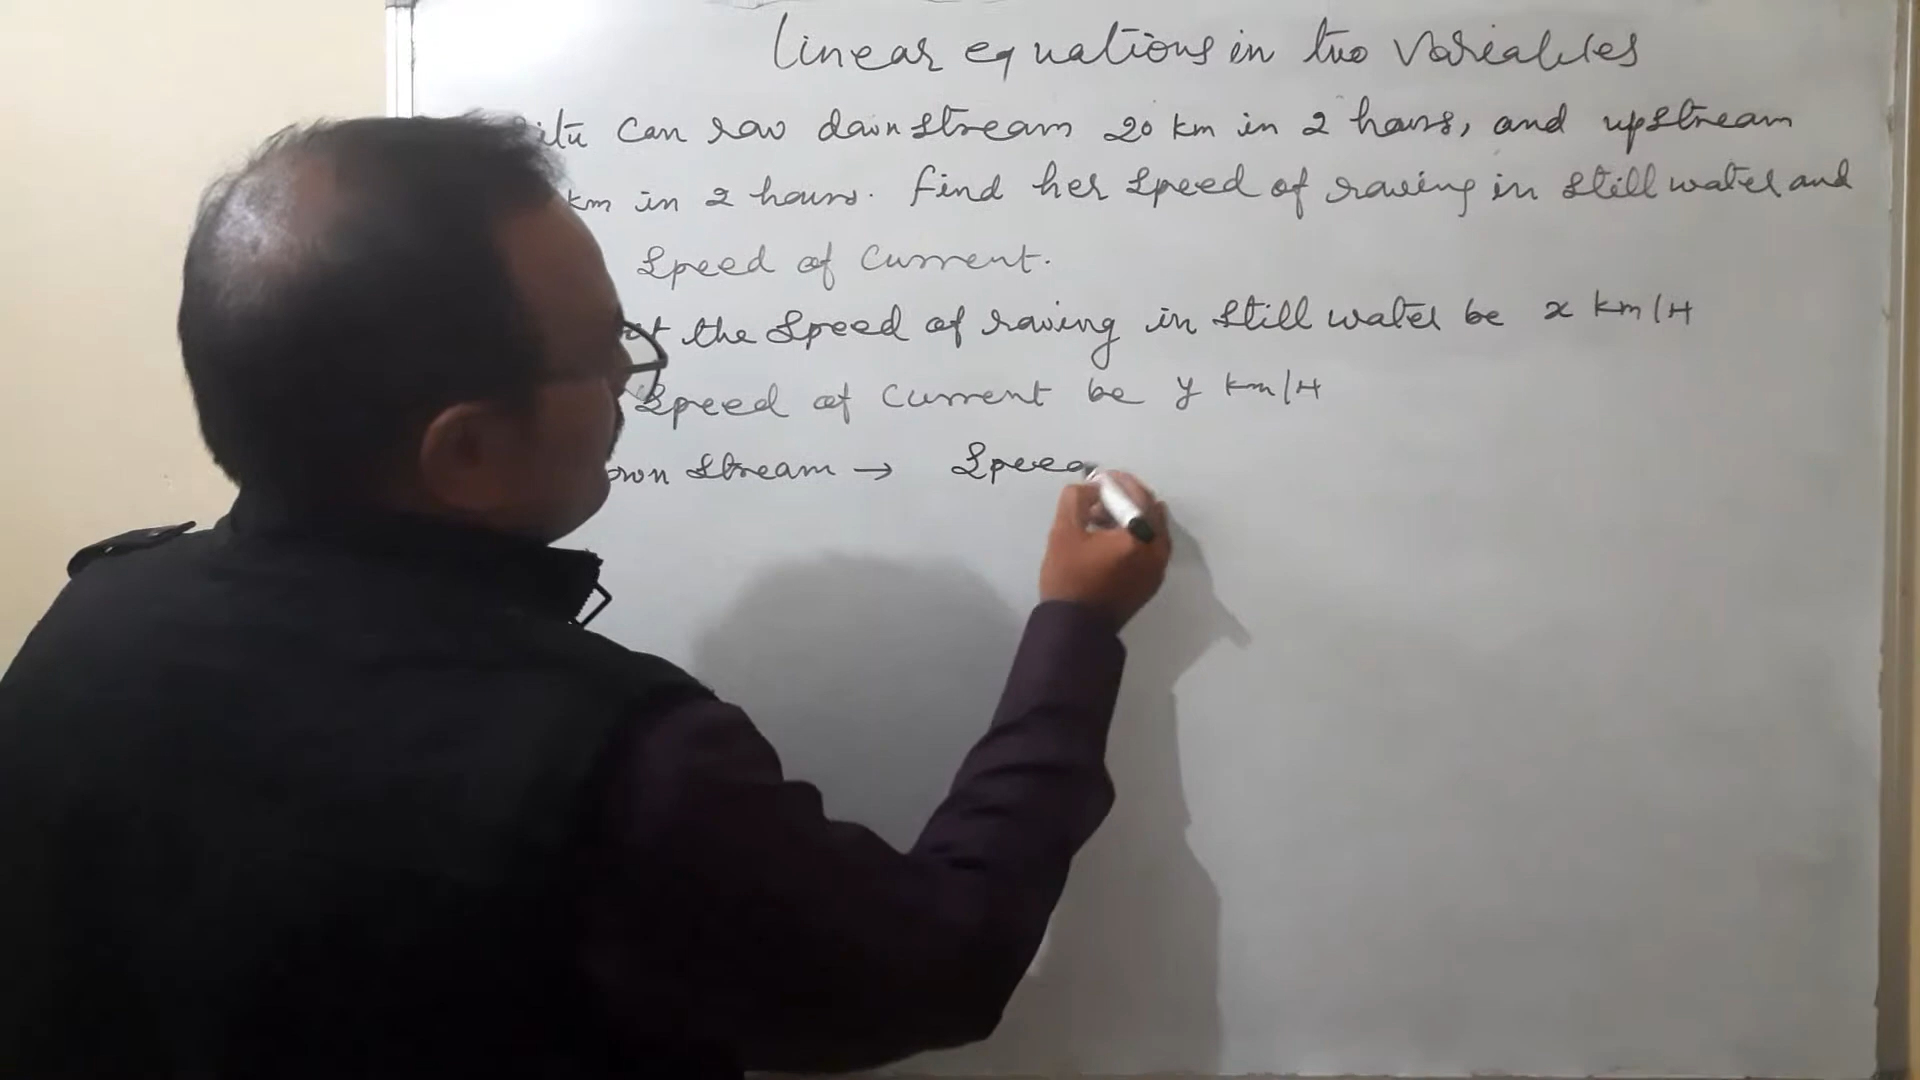 Linear equations in two variables
can row downstream 20 km in 2 hours, and upstream
km in 2 hours. Find her speed of rowing in still water and
Speed of Current.
the Speed of rowing in still water be x km/H
Speed of Current be y km/H
stream → Speed